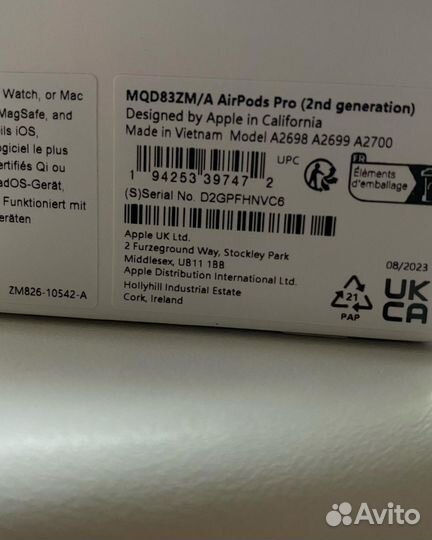 Watch, or Mac
MagSafe, and
ils iOS,
ogiciel le plus
ertifiés Qi ou
adOS-Gerät,
Funktioniert mit
eräten
ZM826-10542-A
MQD83ZM/A AirPods Pro (2nd generation)
Designed by Apple in California
Made in Vietnam Model A2698 A2699 A2700
UPC
1 94253 39747 2
FR
Éléments
d'emballage
(S)Serial No. D2GPFHNVC6
Apple UK Ltd.
2 Furzeground Way, Stockley Park
Middlesex, UB11 1BB
Apple Distribution International Ltd.
Hollyhill Industrial Estate
Cork, Ireland
21
PAP
08/2023
UK
CA
Avito